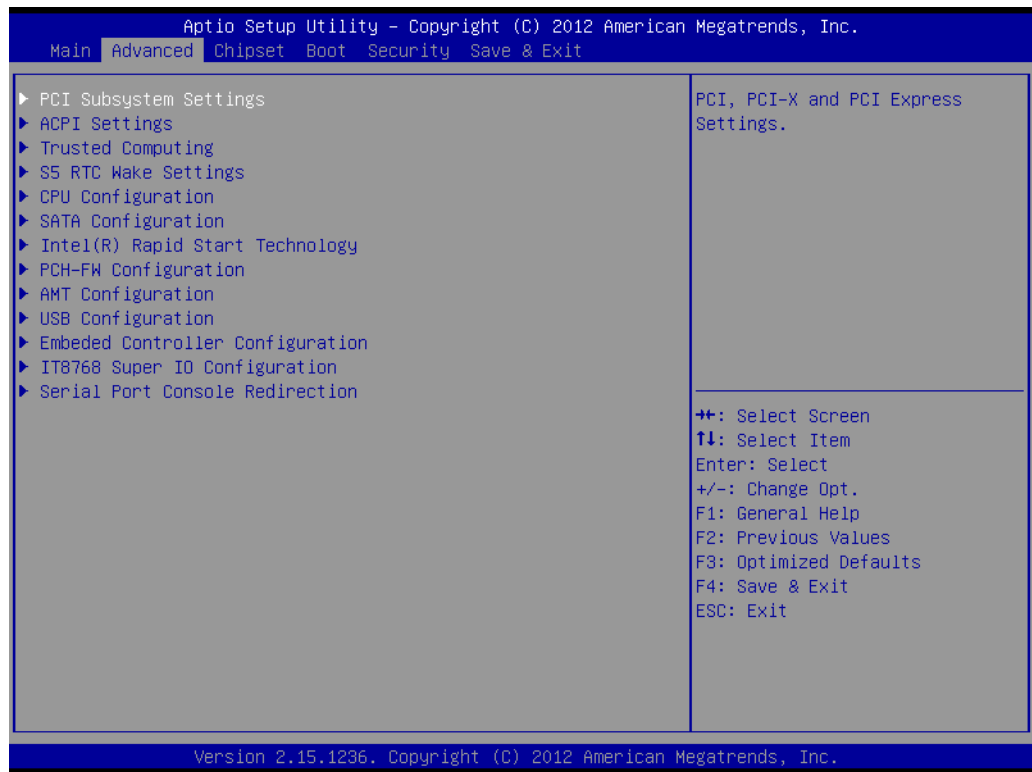 Aptio Setup Utility – Copyright (C) 2012 American Megatrends, Inc.
Main Advanced Chipset Boot Security Save & Exit
▶ PCI Subsystem Settings
▶ ACPI Settings
▶ Trusted Computing
▶ S5 RTC Wake Settings
▶ CPU Configuration
▶ SATA Configuration
▶ Intel(R) Rapid Start Technology
▶ PCH-FW Configuration
▶ AMT Configuration
▶ USB Configuration
▶ Embeded Controller Configuration
▶ IT8768 Super IO Configuration
▶ Serial Port Console Redirection
PCI, PCI-X and PCI Express
Settings.
→←: Select Screen
↑↓: Select Item
Enter: Select
+/-: Change Opt.
F1: General Help
F2: Previous Values
F3: Optimized Defaults
F4: Save & Exit
ESC: Exit
Version 2.15.1236. Copyright (C) 2012 American Megatrends, Inc.